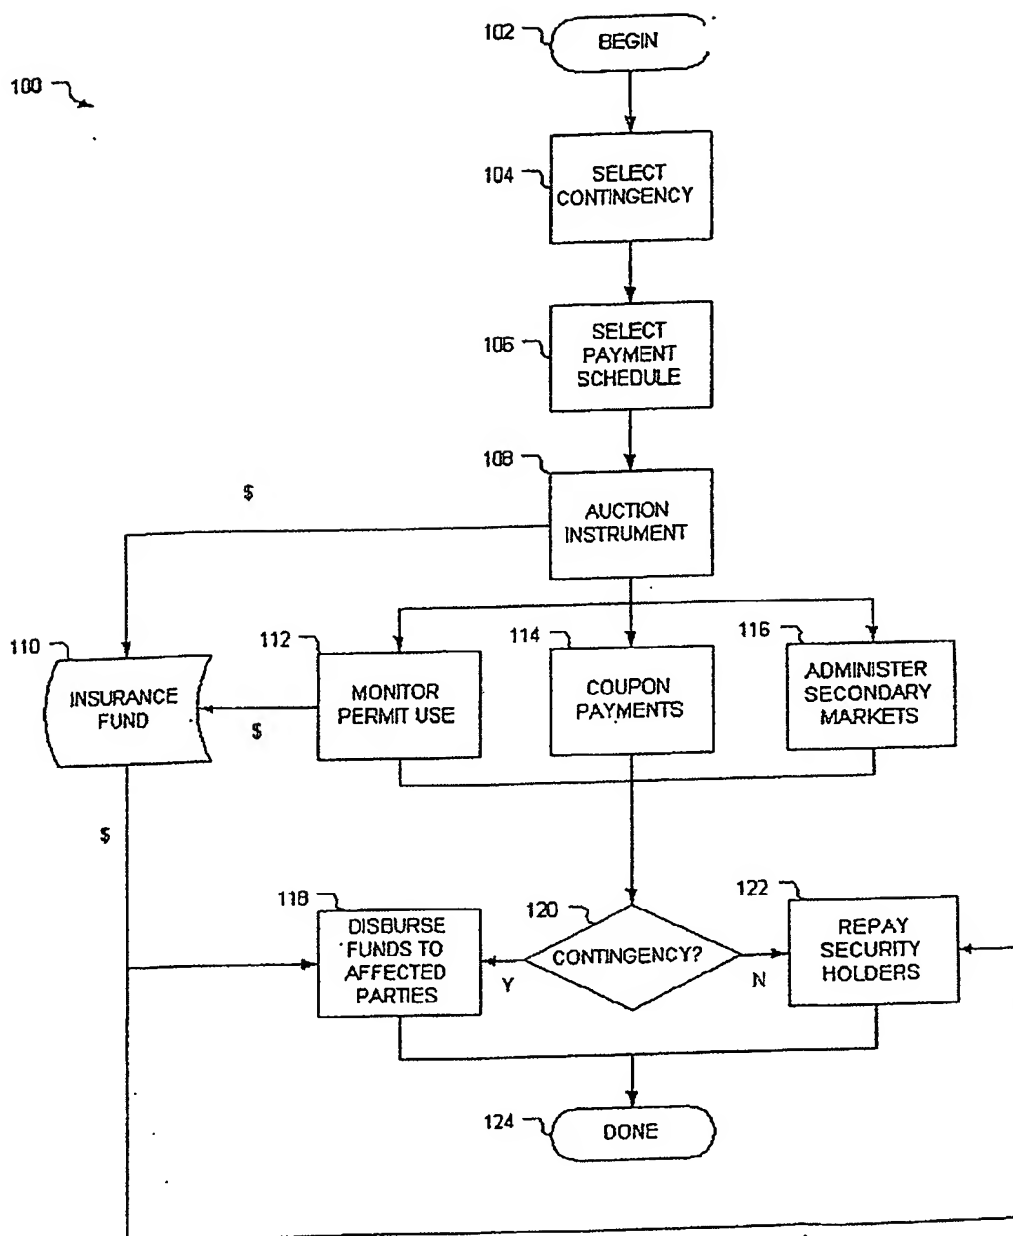 102
BEGIN
100
104
SELECT
CONTINGENCY
106
SELECT
PAYMENT
SCHEDULE
108
AUCTION
INSTRUMENT
$
110
INSURANCE
FUND
112
MONITOR
PERMIT USE
$
114
COUPON
PAYMENTS
116
ADMINISTER
SECONDARY
MARKETS
$
118
DISBURSE
FUNDS TO
AFFECTED
PARTIES
120
CONTINGENCY?
Y
N
122
REPAY
SECURITY
HOLDERS
124
DONE